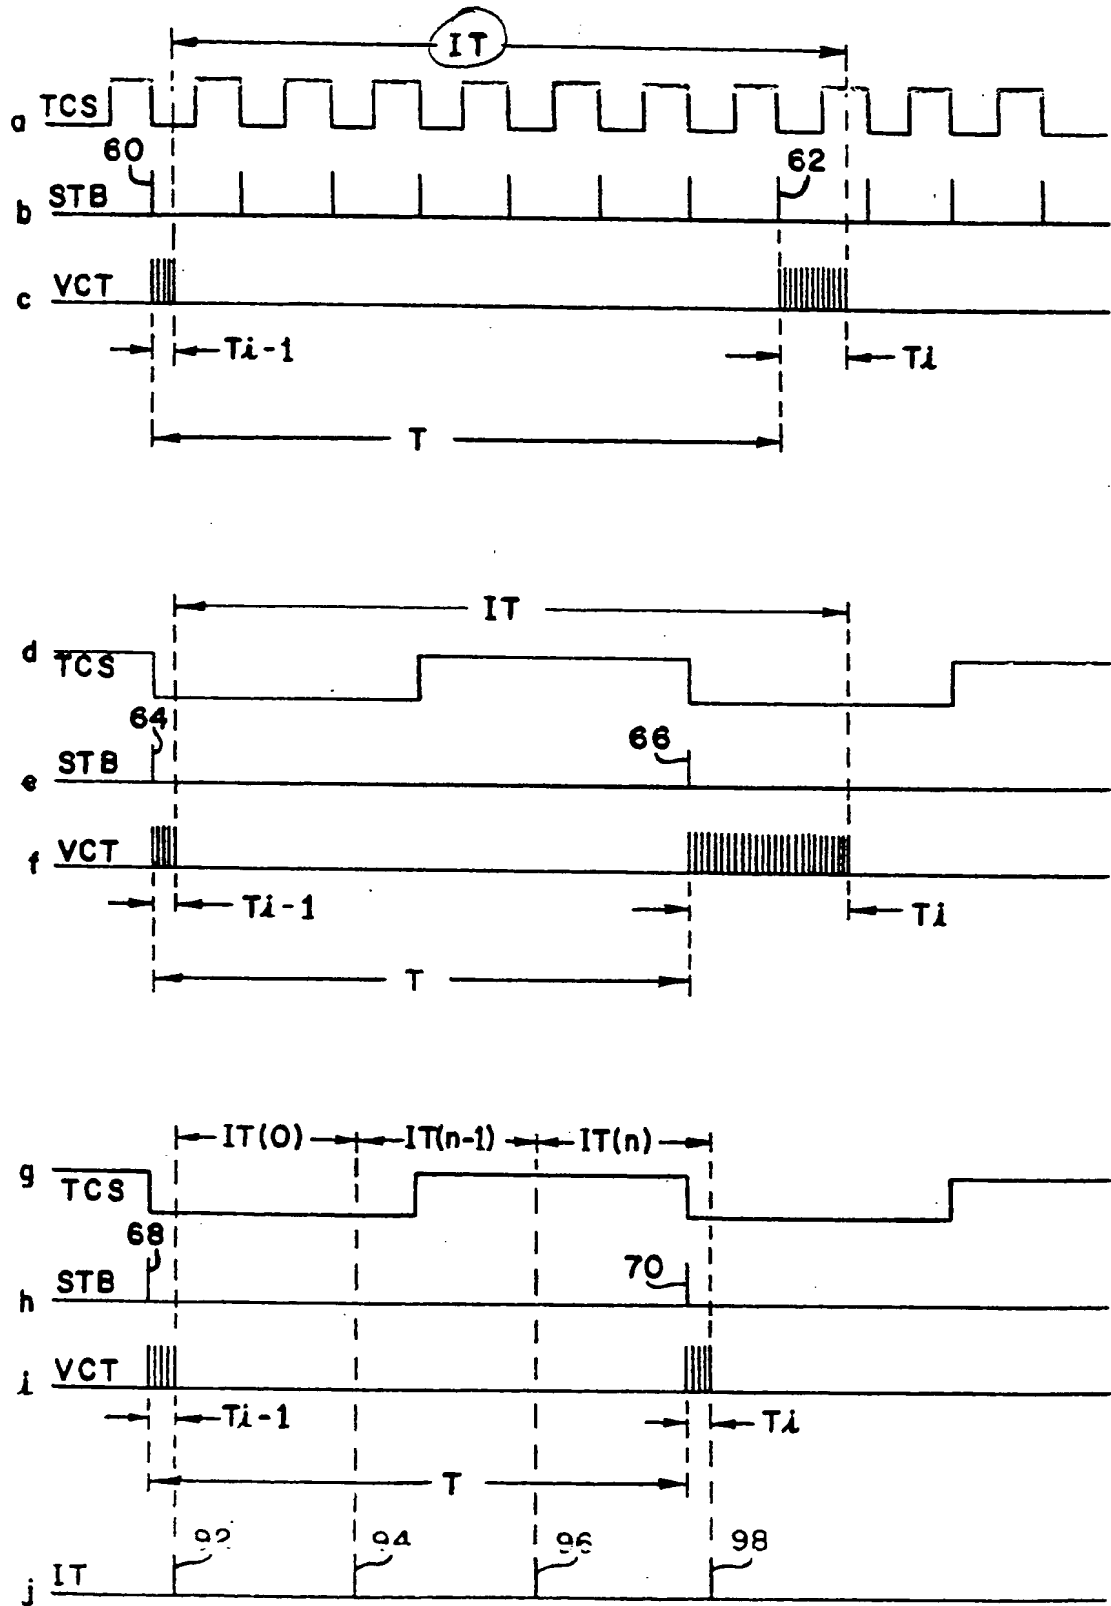 IT
a TCS
60
62
b STB
c VCT
Ti-1
Ti
T
IT
d TCS
64
66
e STB
f VCT
Ti-1
Ti
T
IT(0) IT(n-1) IT(n)
g TCS
68
70
h STB
i VCT
Ti-1
Ti
T
92 94 96 98
j IT